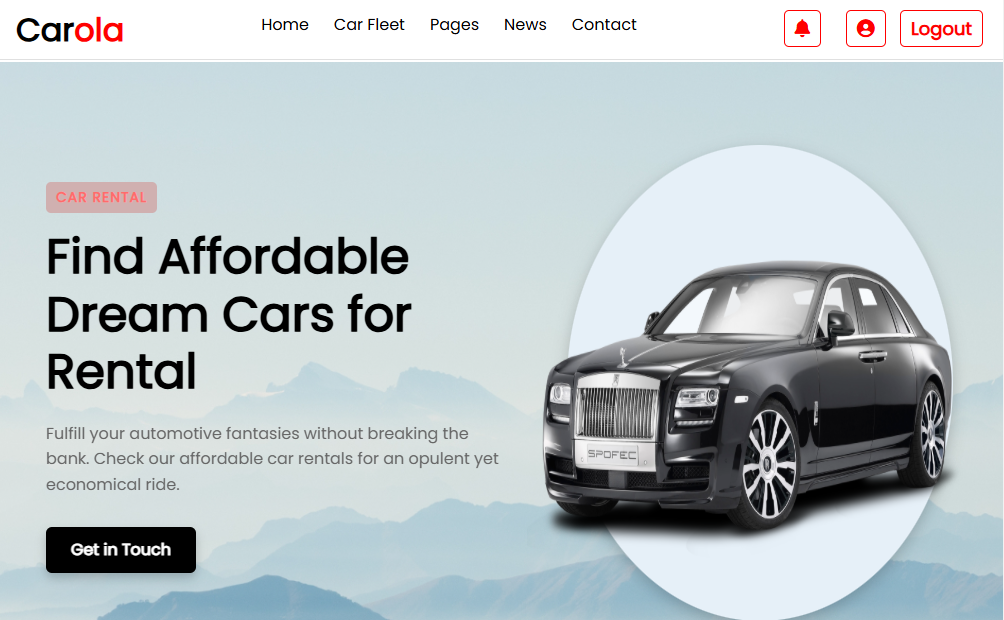 Carola
Home Car Fleet Pages News Contact
Logout
CAR RENTAL
Find Affordable
Dream Cars for
Rental
Fulfill your automotive fantasies without breaking the
bank. Check our affordable car rentals for an opulent yet
economical ride.
SPOFEC
Get in Touch